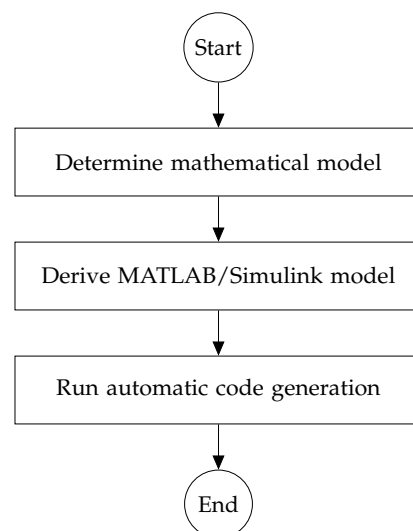 Start
Determine mathematical model
Derive MATLAB/Simulink model
Run automatic code generation
End